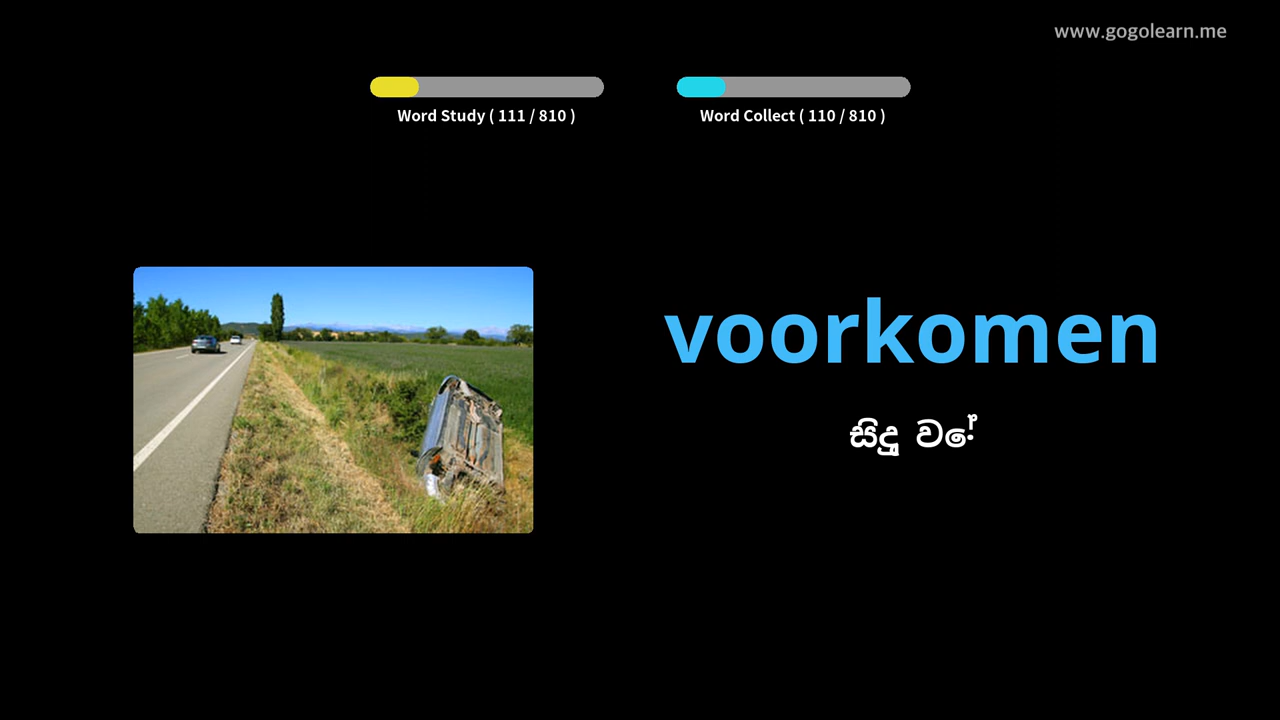 www.gogolearn.me
Word Study ( 111 / 810 )
Word Collect ( 110 / 810 )
voorkomen
සිදු වේ